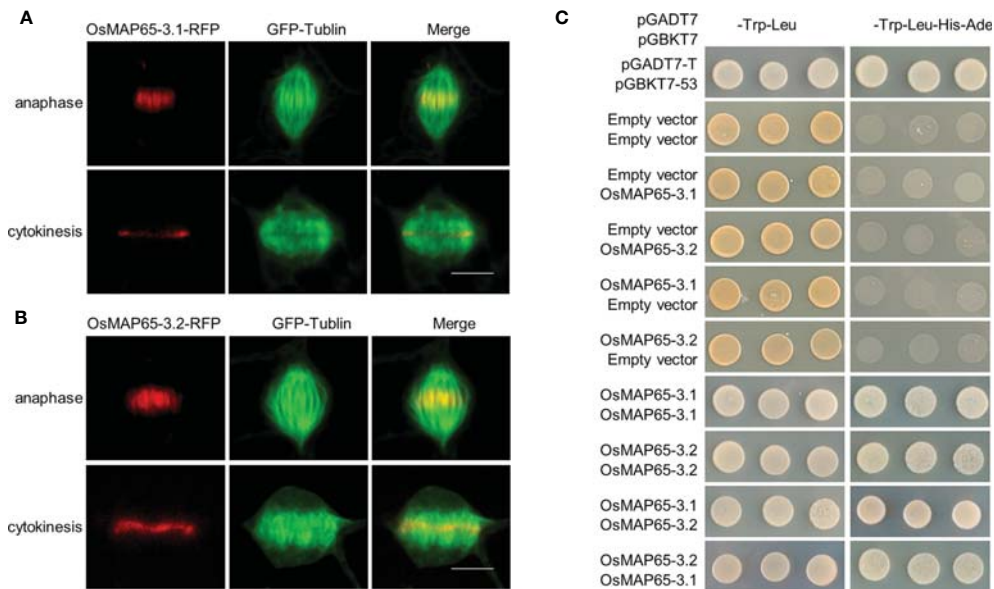 A
OsMAP65-3.1-RFP GFP-Tublin Merge
anaphase
cytokinesis
B
OsMAP65-3.2-RFP GFP-Tublin Merge
anaphase
cytokinesis
C
pGADT7
pGBKT7
-Trp-Leu -Trp-Leu-His-Ade
pGADT7-T
pGBKT7-53
Empty vector
Empty vector
Empty vector
OsMAP65-3.1
Empty vector
OsMAP65-3.2
OsMAP65-3.1
Empty vector
OsMAP65-3.2
Empty vector
OsMAP65-3.1
OsMAP65-3.1
OsMAP65-3.2
OsMAP65-3.2
OsMAP65-3.1
OsMAP65-3.2
OsMAP65-3.2
OsMAP65-3.1